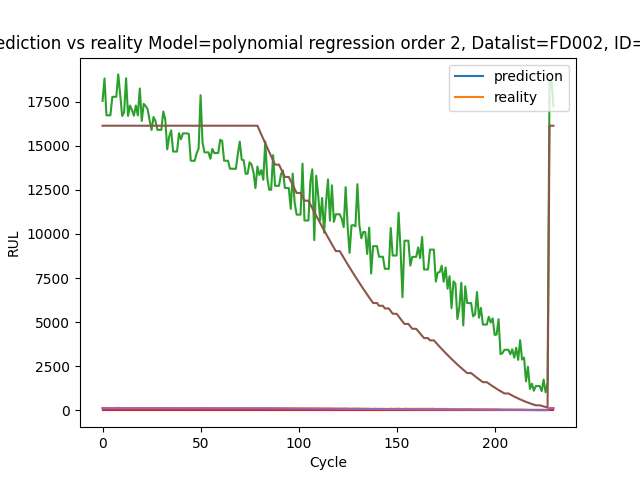 ediction vs reality Model=polynomial regression order 2, Datalist=FD002, ID=
prediction
reality
17500
15000
12500
10000
7500
5000
2500
0
RUL
0 50 100 150 200
Cycle